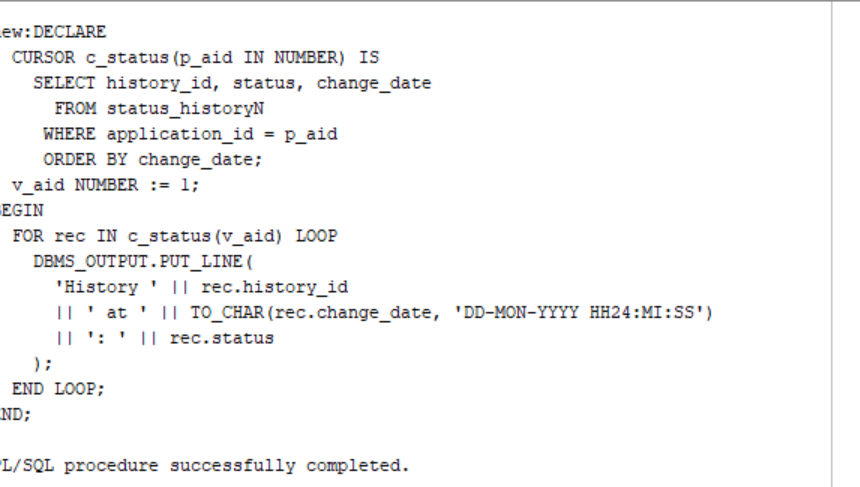 ew:DECLARE
CURSOR c_status(p_aid IN NUMBER) IS
SELECT history_id, status, change_date
FROM status_historyN
WHERE application_id = p_aid
ORDER BY change_date;
v_aid NUMBER := 1;
EGIN
FOR rec IN c_status(v_aid) LOOP
DBMS_OUTPUT.PUT_LINE(
'History ' || rec.history_id
|| ' at ' || TO_CHAR(rec.change_date, 'DD-MON-YYYY HH24:MI:SS')
|| ': ' || rec.status
);
END LOOP;
ND;
L/SQL procedure successfully completed.